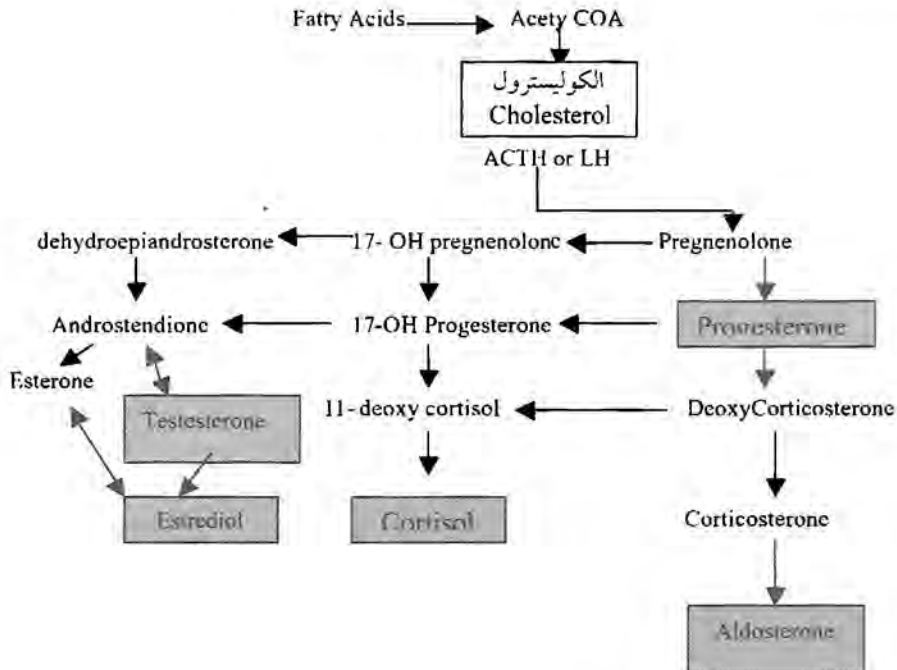 Fatty Acids Acety COA
الكوليسترول
Cholesterol
ACTH or LH
dehydroepiandrosterone 17- OH pregnenolone Pregnenolone
Androstendione 17-OH Progesterone Progesterone
Esterone
Testesterone 11- deoxy cortisol DeoxyCorticosterone
Estrediol Cortisol Corticosterone
Aldosterone